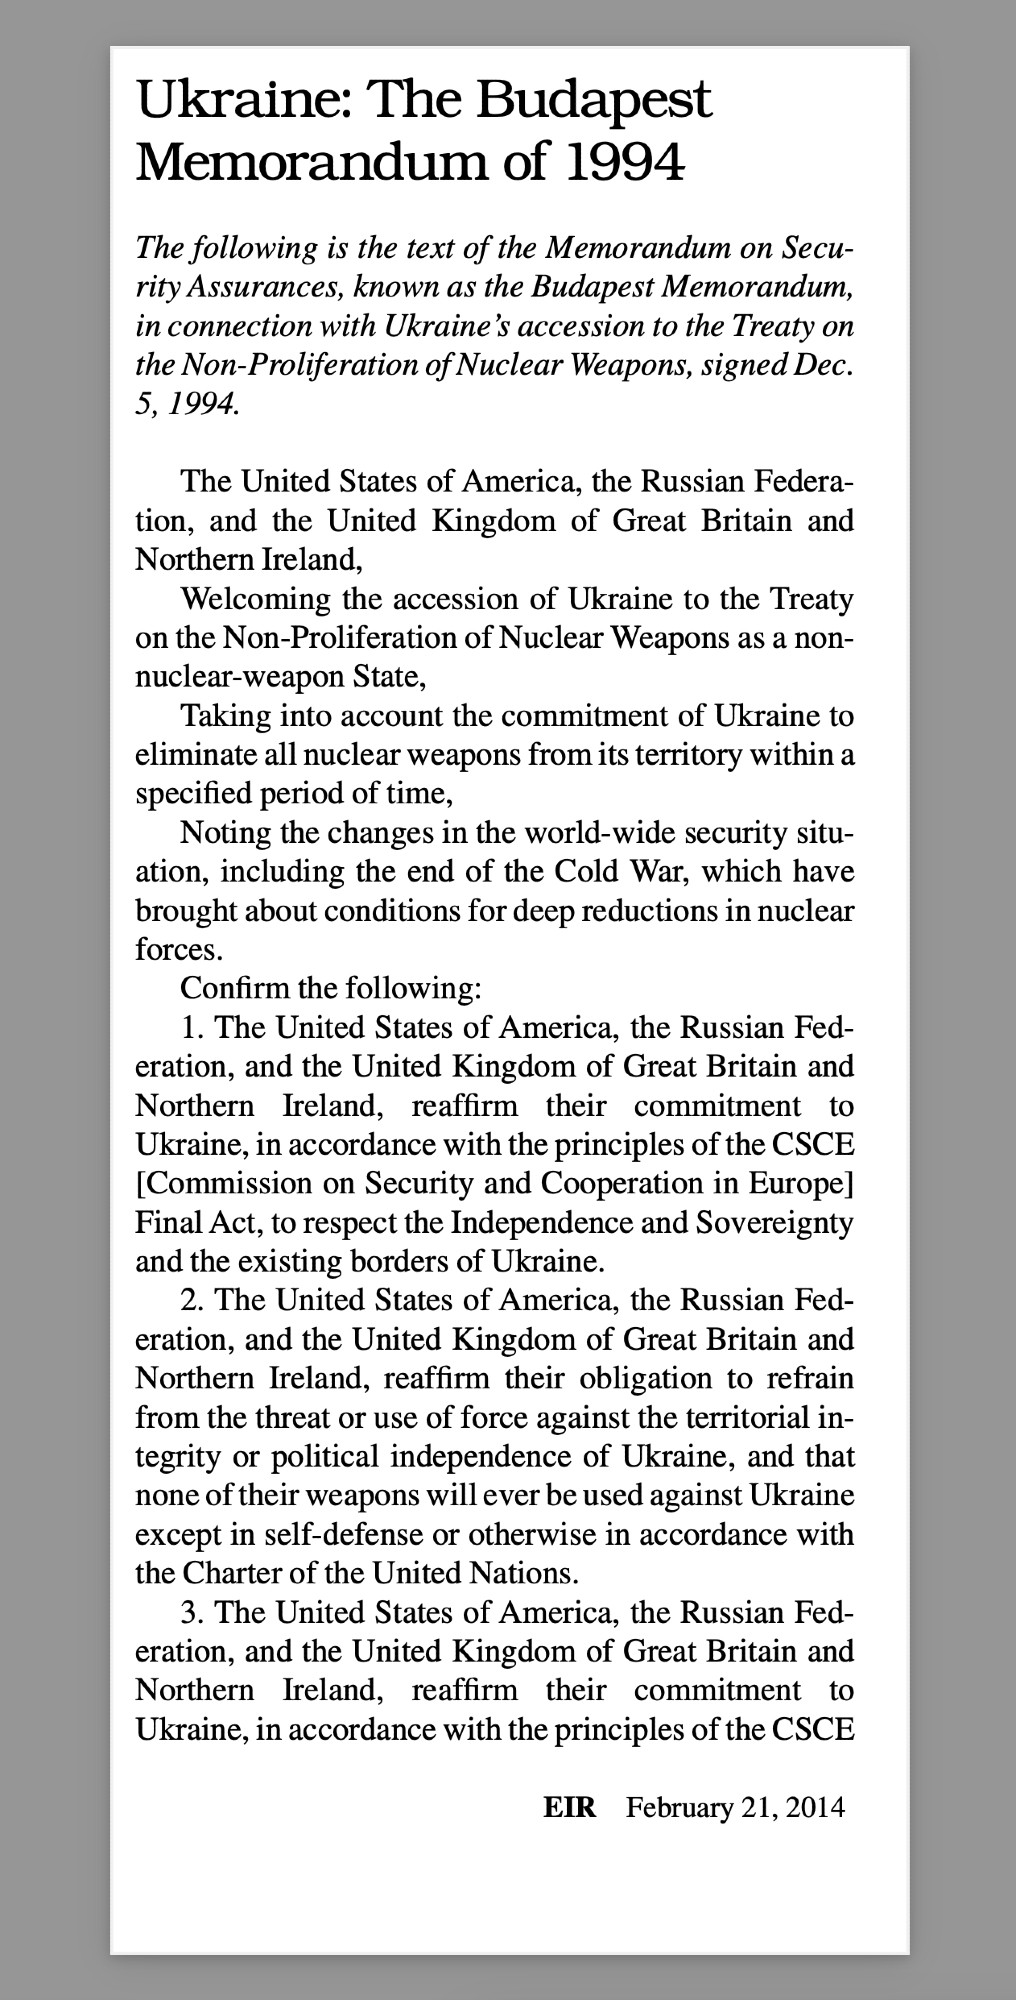 Ukraine: The Budapest
Memorandum of 1994
The following is the text of the Memorandum on Secu-
rity Assurances, known as the Budapest Memorandum,
in connection with Ukraine’s accession to the Treaty on
the Non-Proliferation of Nuclear Weapons, signed Dec.
5, 1994.
The United States of America, the Russian Federa-
tion, and the United Kingdom of Great Britain and
Northern Ireland,
Welcoming the accession of Ukraine to the Treaty
on the Non-Proliferation of Nuclear Weapons as a non-
nuclear-weapon State,
Taking into account the commitment of Ukraine to
eliminate all nuclear weapons from its territory within a
specified period of time,
Noting the changes in the world-wide security situ-
ation, including the end of the Cold War, which have
brought about conditions for deep reductions in nuclear
forces.
Confirm the following:
1. The United States of America, the Russian Fed-
eration, and the United Kingdom of Great Britain and
Northern Ireland, reaffirm their commitment to
Ukraine, in accordance with the principles of the CSCE
[Commission on Security and Cooperation in Europe]
Final Act, to respect the Independence and Sovereignty
and the existing borders of Ukraine.
2. The United States of America, the Russian Fed-
eration, and the United Kingdom of Great Britain and
Northern Ireland, reaffirm their obligation to refrain
from the threat or use of force against the territorial in-
tegrity or political independence of Ukraine, and that
none of their weapons will ever be used against Ukraine
except in self-defense or otherwise in accordance with
the Charter of the United Nations.
3. The United States of America, the Russian Fed-
eration, and the United Kingdom of Great Britain and
Northern Ireland, reaffirm their commitment to
Ukraine, in accordance with the principles of the CSCE
EIR February 21, 2014